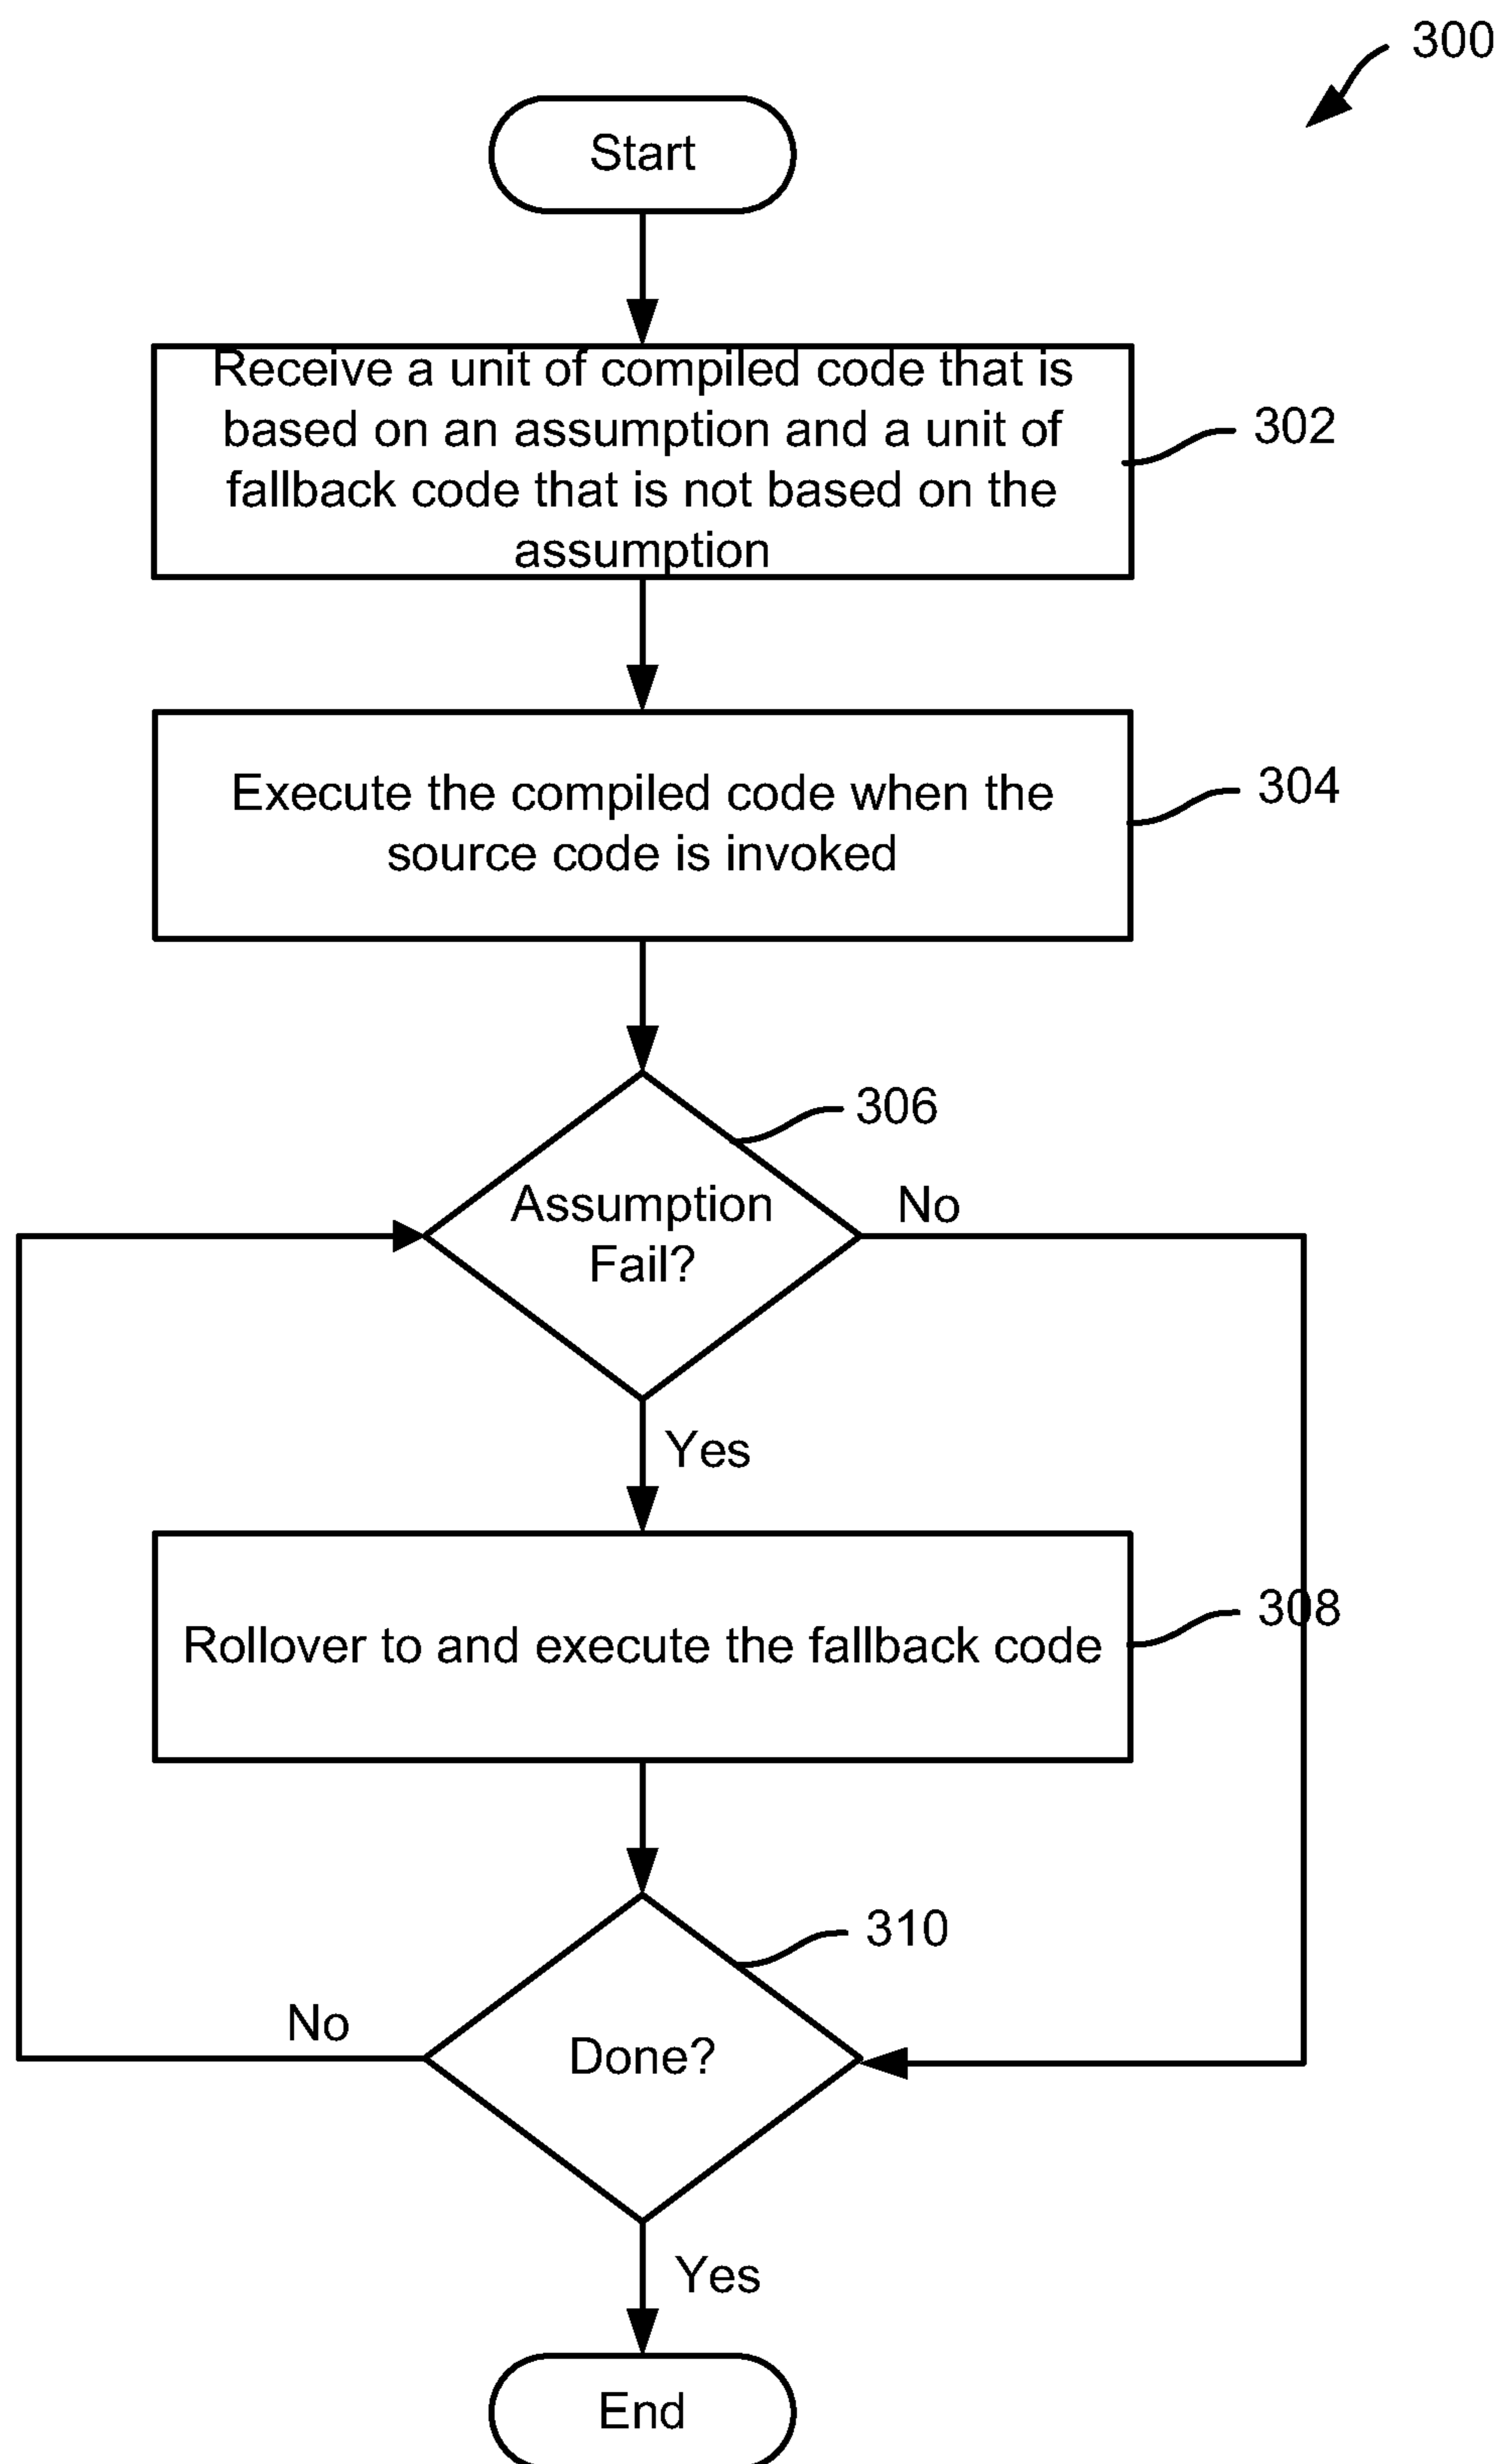 300
Start
Receive a unit of compiled code that is
based on an assumption and a unit of
fallback code that is not based on the
assumption
302
Execute the compiled code when the
source code is invoked
304
306
Assumption
Fail?
No
Yes
Rollover to and execute the fallback code
308
310
No
Done?
Yes
End